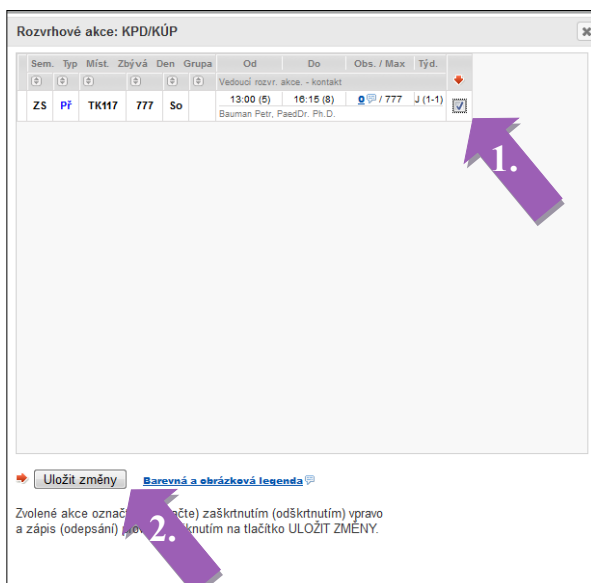 Rozvrhové akce: KPD/KÚP
Sem. Typ Míst. Zbývá Den Grupa Od Do Obs. / Max Týd.
Vedoucí rozvr. akce. - kontakt
ZS Př TK117 777 So 13:00 (5) 16:15 (8) 0 / 777 J (1-1)
Bauman Petr, PaedDr. Ph.D.
1.
Uložit změny Barevná a obrázková legenda
Zvolené akce označ čte) zaškrtnutím (odškrtnutím) vpravo
a zápis (odepsání) knutím na tlačítko ULOŽIT ZMĚNY.
2.